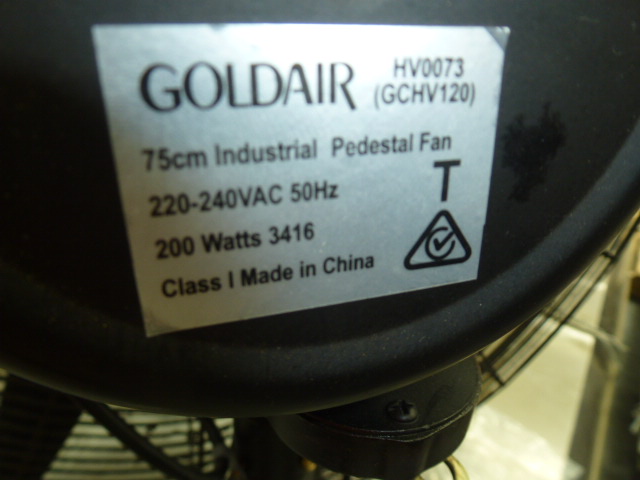 GOLDAIR
HV0073
(GCHV120)
75cm Industrial Pedestal Fan
220-240VAC 50Hz
200 Watts 3416
Class I Made in China
T